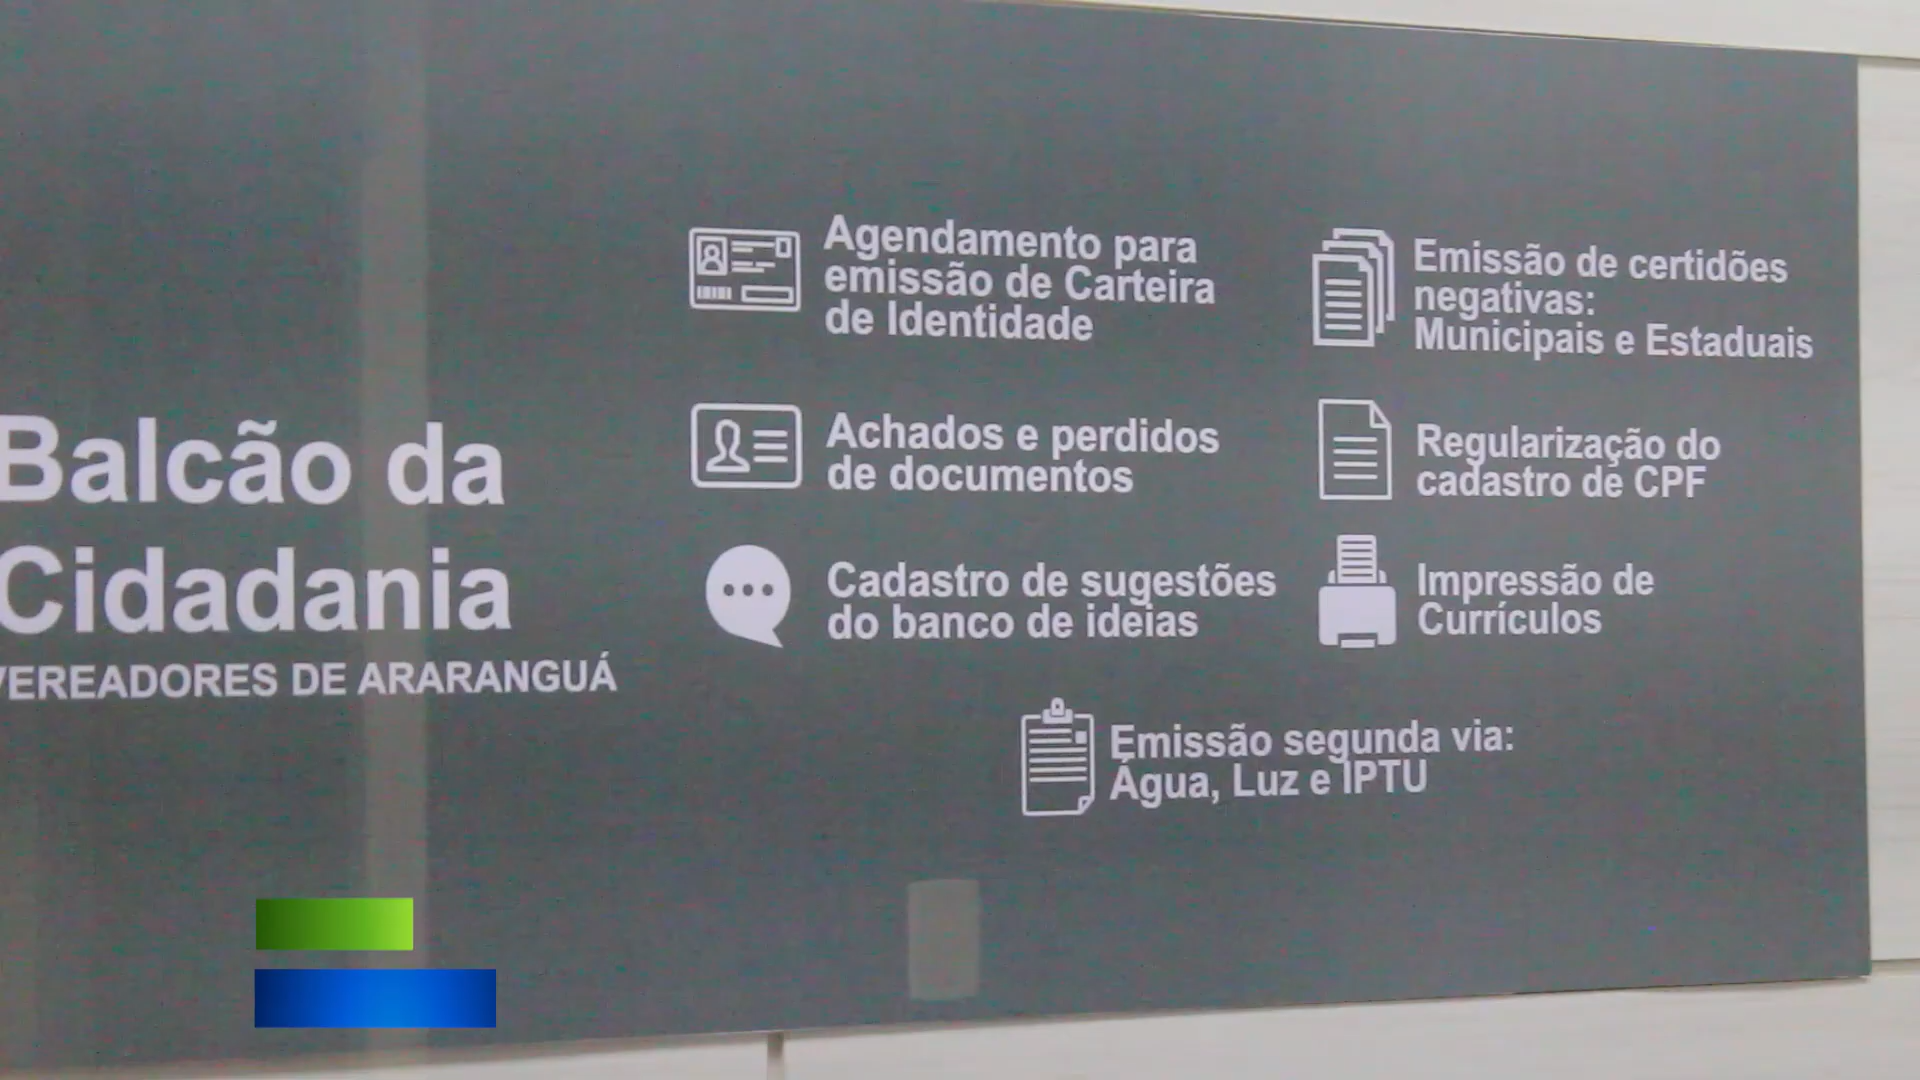 Balcão da
Cidadania
VEREADORES DE ARARANGUÁ
Agendamento para
emissão de Carteira
de Identidade
Emissão de certidões
negativas:
Municipais e Estaduais
Achados e perdidos
de documentos
Regularização do
cadastro de CPF
Cadastro de sugestões
do banco de ideias
Impressão de
Currículos
Emissão segunda via:
Água, Luz e IPTU